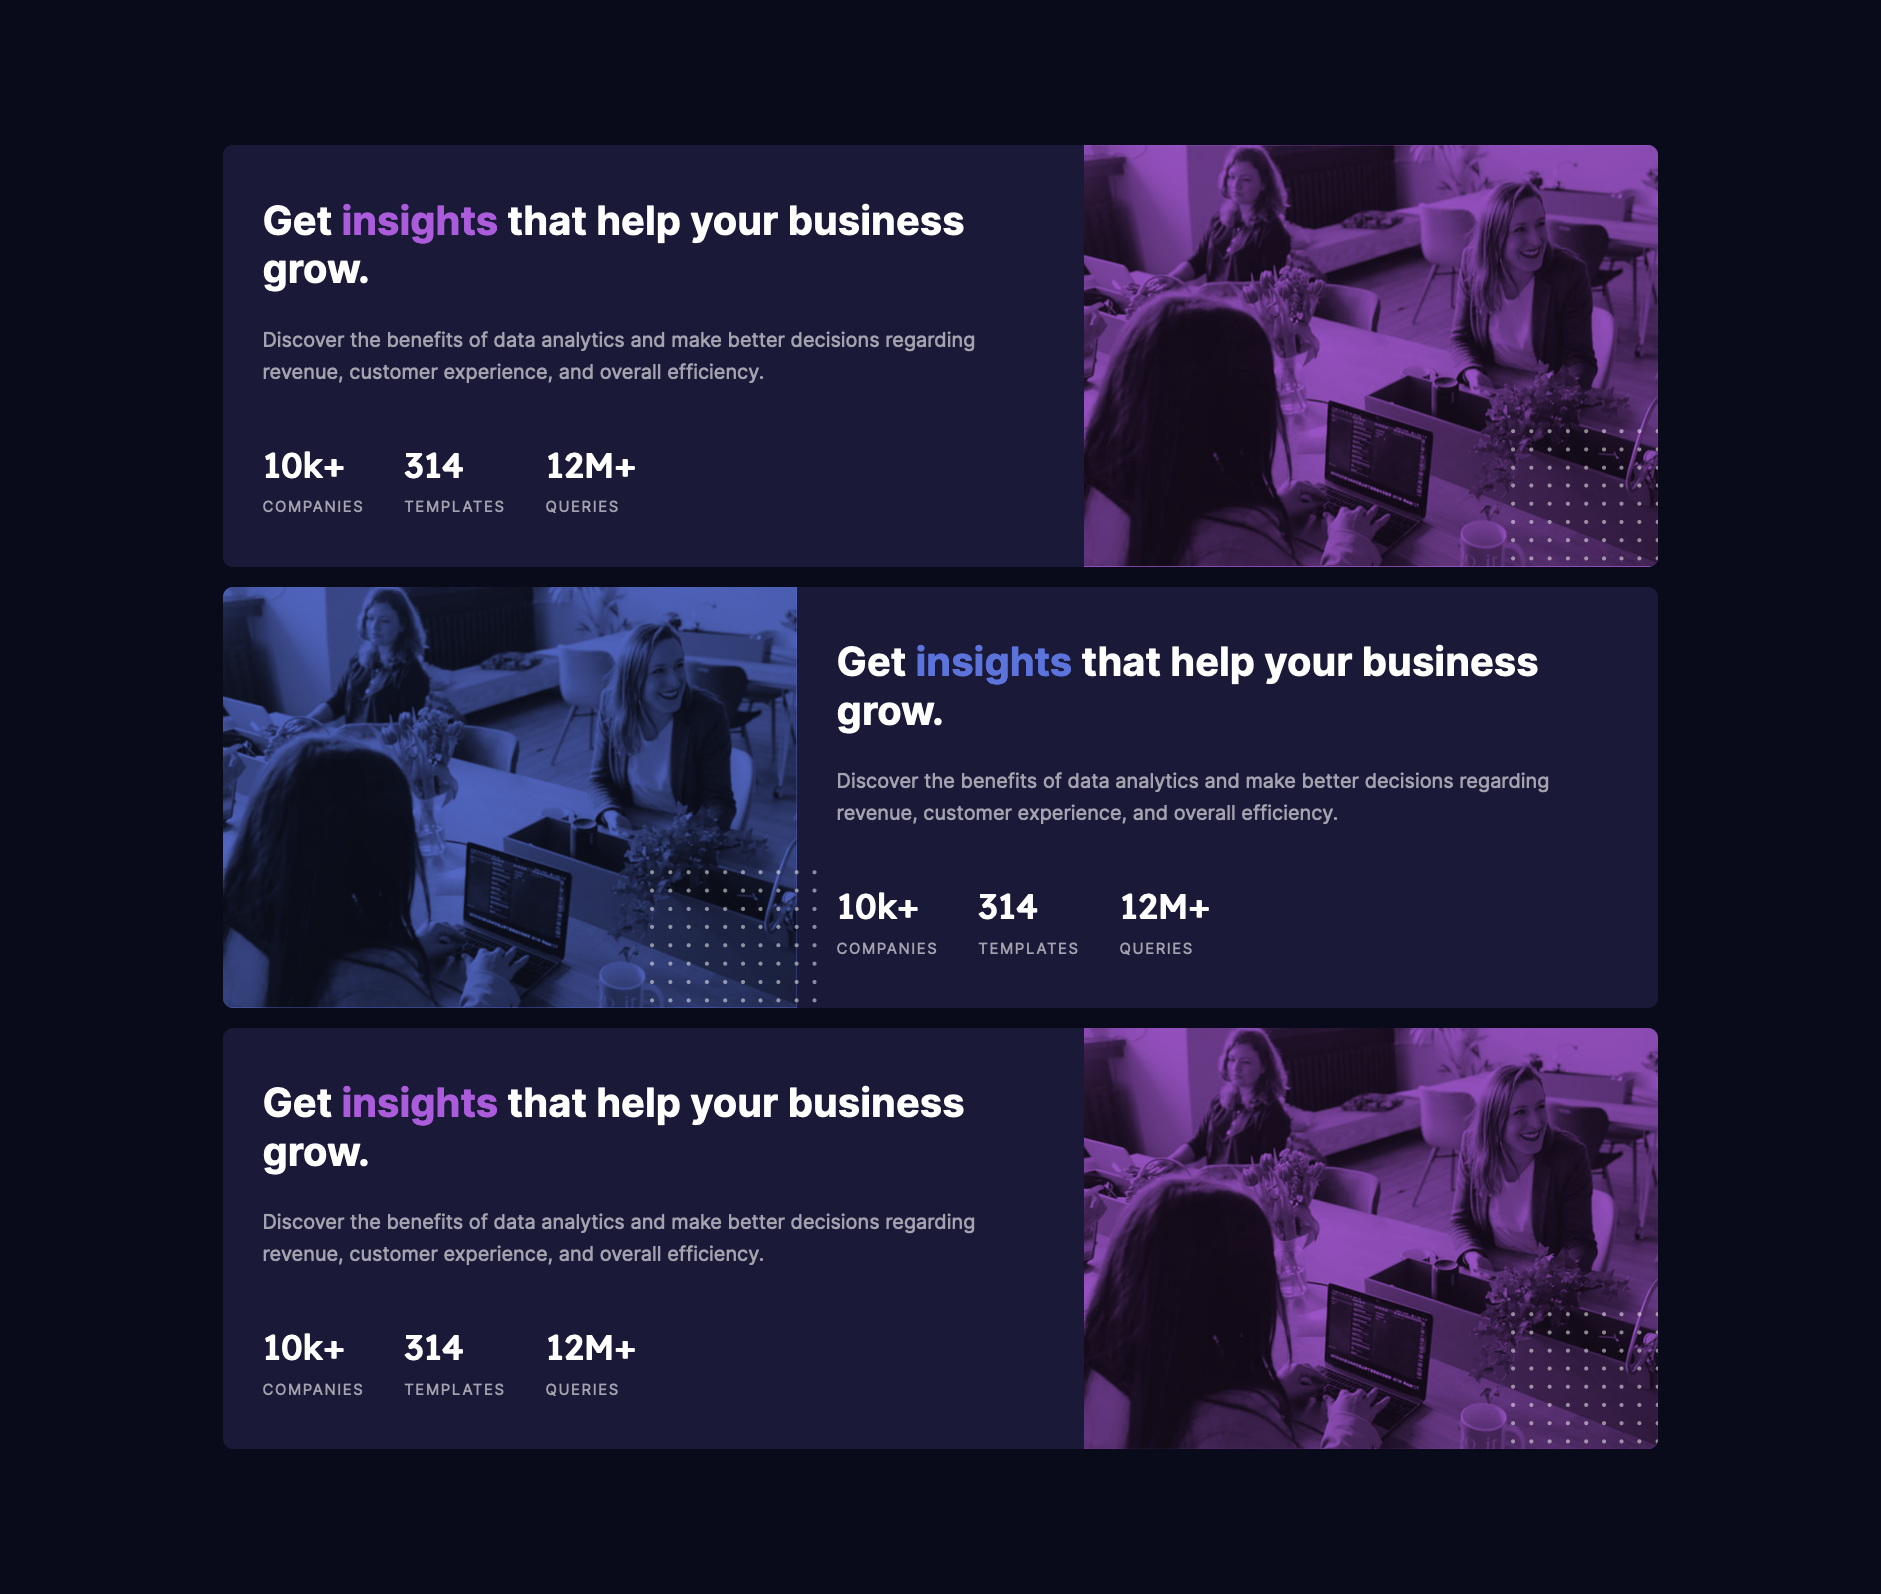 Get insights that help your business
grow.
Discover the benefits of data analytics and make better decisions regarding
revenue, customer experience, and overall efficiency.
10k+ 314 12M+
COMPANIES TEMPLATES QUERIES
Get insights that help your business
grow.
Discover the benefits of data analytics and make better decisions regarding
revenue, customer experience, and overall efficiency.
10k+ 314 12M+
COMPANIES TEMPLATES QUERIES
Get insights that help your business
grow.
Discover the benefits of data analytics and make better decisions regarding
revenue, customer experience, and overall efficiency.
10k+ 314 12M+
COMPANIES TEMPLATES QUERIES